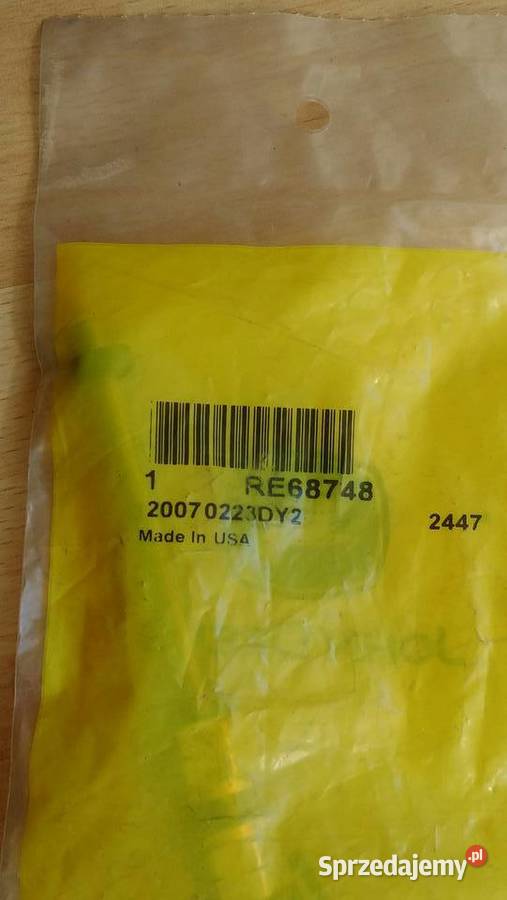 1 RE68748
20070223DY2 2447
Made In USA
Sprzedajemy.pl